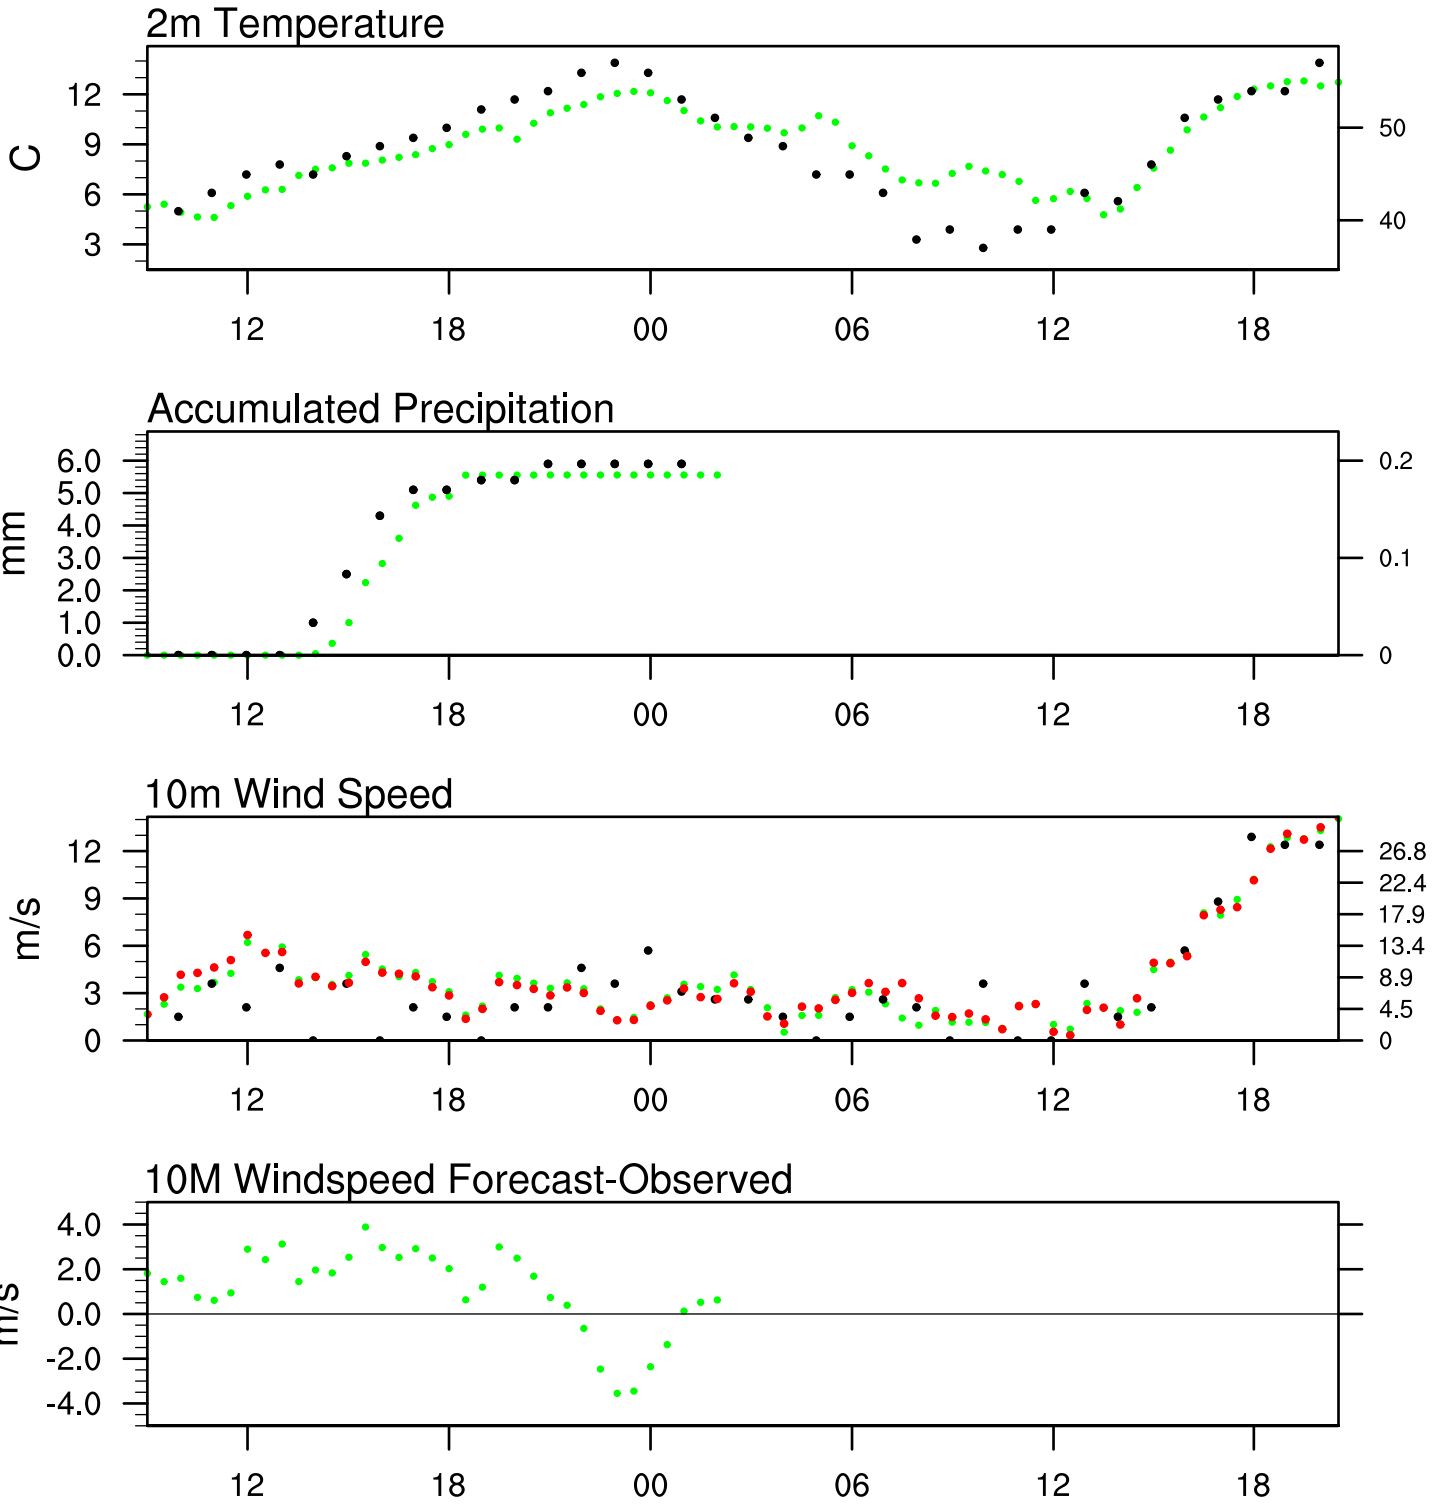 2m Temperature
12
9
6
3
C
50
40
12 18 00 06 12 18
Accumulated Precipitation
6.0
5.0
4.0
3.0
2.0
1.0
0.0
mm
0.2
0.1
0
12 18 00 06 12 18
10m Wind Speed
12
9
6
3
0
m/s
26.8
22.4
17.9
13.4
8.9
4.5
0
12 18 00 06 12 18
10M Windspeed Forecast-Observed
4.0
2.0
0.0
-2.0
-4.0
m/s
12 18 00 06 12 18